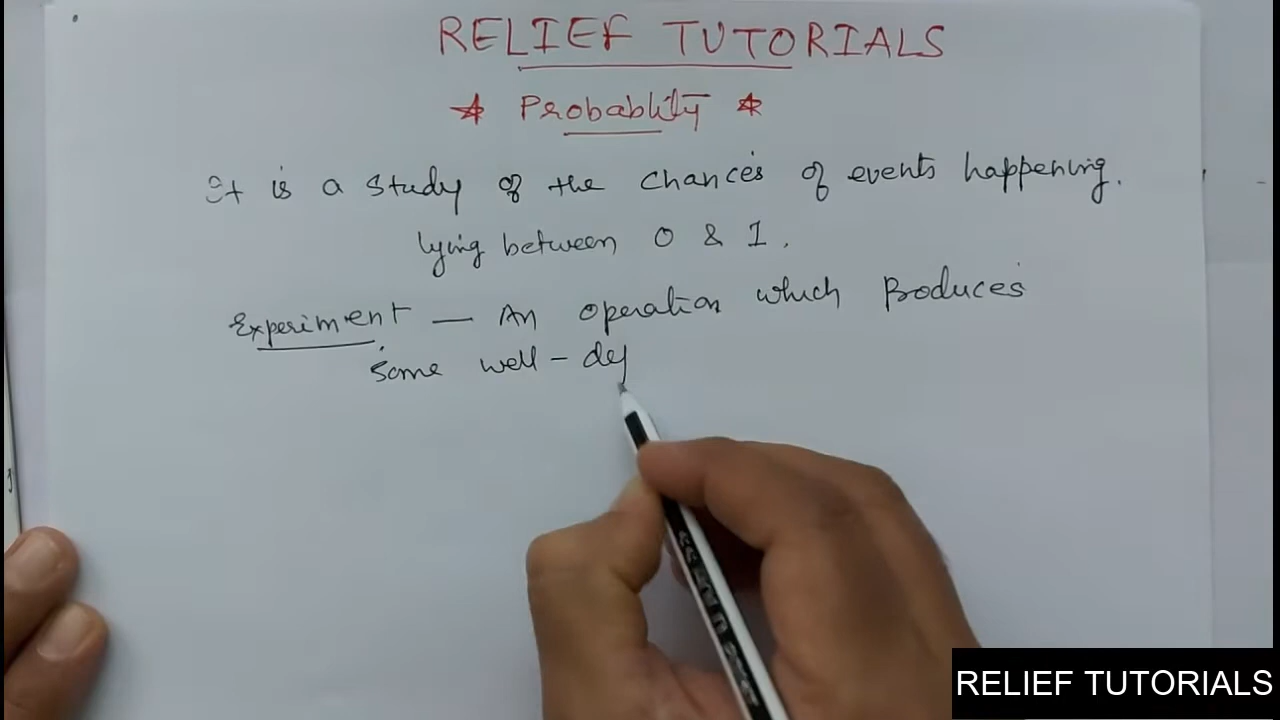 RELIEF TUTORIALS
* Probablity *
It is a study of the chances of events happening.
lying between 0 & 1.
Experiment — An operation which Produces
Some well-def
RELIEF TUTORIALS